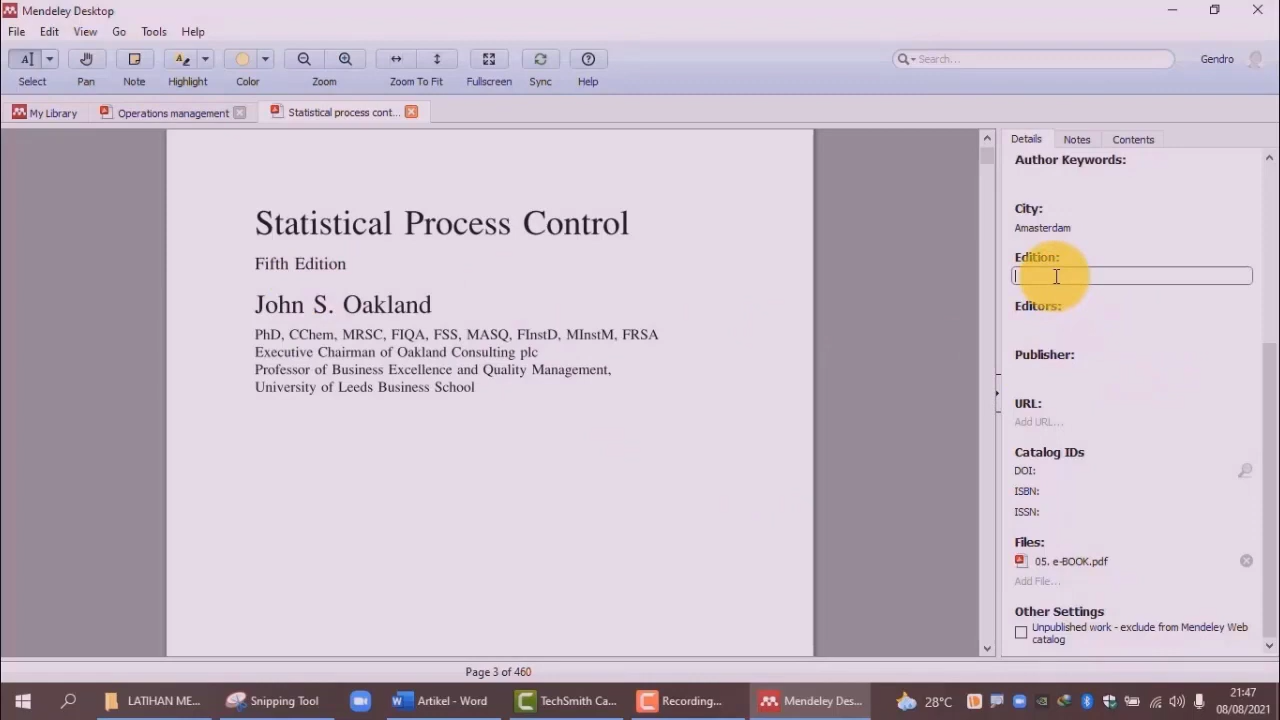 Mendeley Desktop
File Edit View Go Tools Help
Select Pan Note Highlight Color Zoom Zoom To Fit Fullscreen Sync Help
Search...
Gendro
My Library Operations management Statistical process cont...
Statistical Process Control
Fifth Edition
John S. Oakland
PhD, CChem, MRSC, FIQA, FSS, MASQ, FInstD, MInstM, FRSA
Executive Chairman of Oakland Consulting plc
Professor of Business Excellence and Quality Management,
University of Leeds Business School
Details Notes Contents
Author Keywords:
City:
Amasterdam
Edition:
Editors:
Publisher:
URL:
Add URL...
Catalog IDs
DOI:
ISBN:
ISSN:
Files:
05. e-BOOK.pdf
Add File...
Other Settings
Unpublished work - exclude from Mendeley Web
catalog
Page 3 of 460
LATIHAN ME... Snipping Tool Artikel - Word TechSmith Ca... Recording... Mendeley Des... 28°C
21:47
08/08/2021